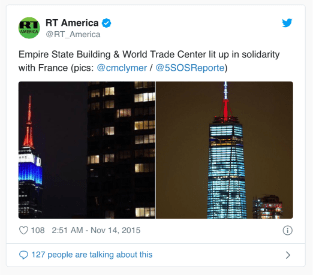 RT America
@RT_America
Empire State Building & World Trade Center lit up in solidarity
with France (pics: @cmclymer / @5SOSReporte)
108 2:51 AM - Nov 14, 2015
127 people are talking about this